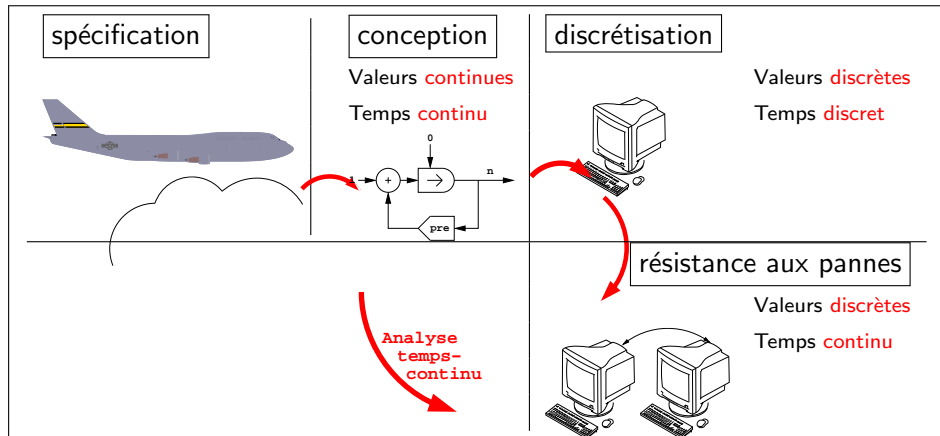 spécification
conception
discrétisation
Valeurs continues
Temps continu
Valeurs discrètes
Temps discret
0
1
+
n
pre
résistance aux pannes
Valeurs discrètes
Temps continu
Analyse
temps-
continu